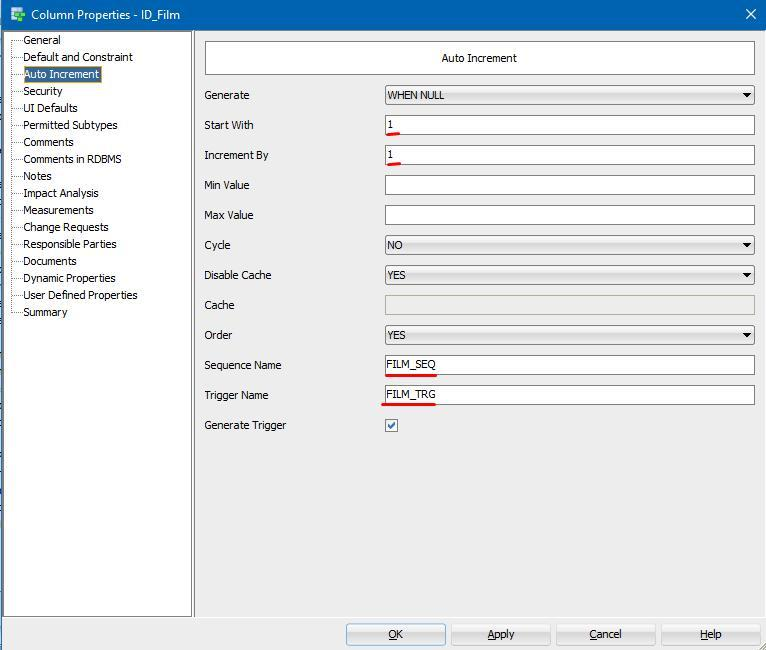 Column Properties - ID_Film
General
Default and Constraint
Auto Increment
Security
UI Defaults
Permitted Subtypes
Comments
Comments in RDBMS
Notes
Impact Analysis
Measurements
Change Requests
Responsible Parties
Documents
Dynamic Properties
User Defined Properties
Summary
Auto Increment
Generate WHEN NULL
Start With 1
Increment By 1
Min Value
Max Value
Cycle NO
Disable Cache YES
Cache
Order YES
Sequence Name FILM_SEQ
Trigger Name FILM_TRG
Generate Trigger
OK Apply Cancel Help